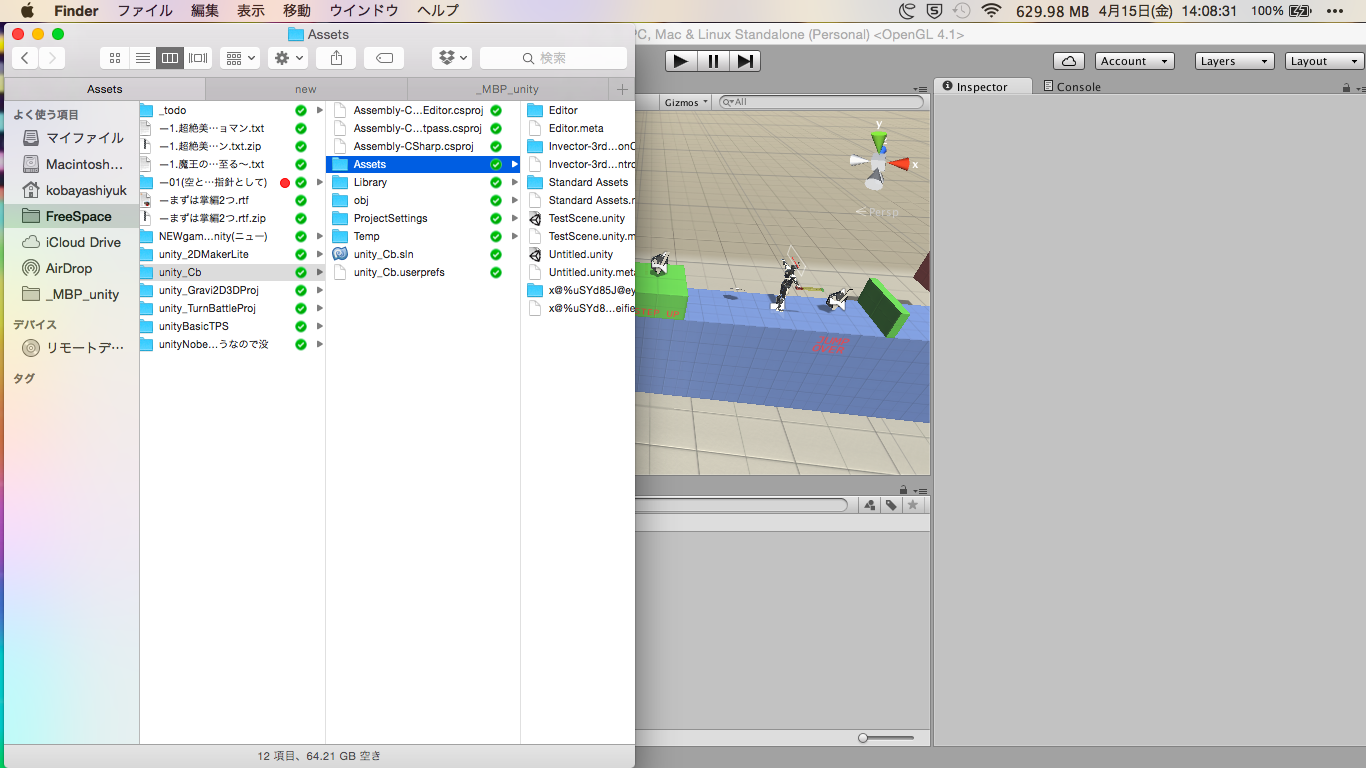 Finder ファイル 編集 表示 移動 ウインドウ ヘルプ 629.98 MB 4月15日(金) 14:08:31 100%
Assets
PC, Mac & Linux Standalone (Personal) <OpenGL 4.1>
検索
Account Layers Layout
Assets new _MBP_unity
Inspector Console
Gizmos All
よく使う項目
マイファイル
Macintosh...
kobayashiyuk
FreeSpace
iCloud Drive
AirDrop
_MBP_unity
デバイス
リモートデ…
タグ
_todo
—1.超絶美…ョマン.txt
—1.超絶美…ン.txt.zip
—1.魔王の…至る〜.txt
—01(空と…指針として)
—まずは掌編2つ.rtf
—まずは掌編2つ.rtf.zip
NEWgam…nity(ニュー)
unity_2DMakerLite
unity_Cb
unity_Gravi2D3DProj
unity_TurnBattleProj
unityBasicTPS
unityNobe…うなので没
Assembly-C...Editor.csproj
Assembly-C...tpass.csproj
Assembly-CSharp.csproj
Assets
Library
obj
ProjectSettings
Temp
unity_Cb.sln
unity_Cb.userprefs
Editor
Editor.meta
Invector-3rd...onC
Invector-3rd...ntro
Standard Assets
Standard Assets.m
TestScene.unity
TestScene.unity.m
Untitled.unity
Untitled.unity.meta
x@%uSYd85J@ey
x@%uSYd8...eifie
y
x
Persp
12 項目、64.21 GB 空き